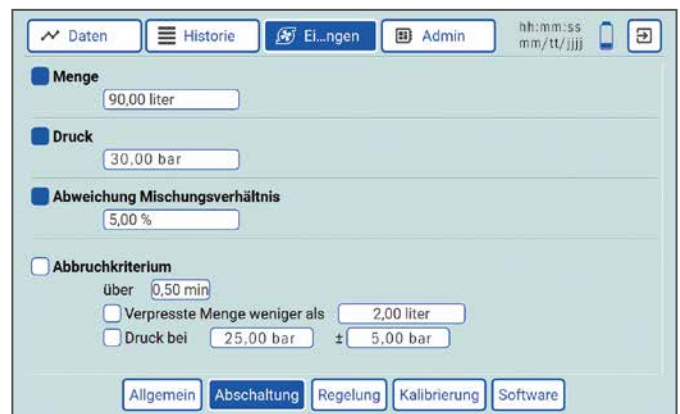 Daten Historie Ei...ngen Admin hh:mm:ss
mm/tt/jjjj
Menge
90,00 liter
Druck
30,00 bar
Abweichung Mischungsverhältnis
5,00 %
Abbruchkriterium
über 0,50 min
Verpresste Menge weniger als 2,00 liter
Druck bei 25,00 bar ± 5,00 bar
Allgemein Abschaltung Regelung Kalibrierung Software